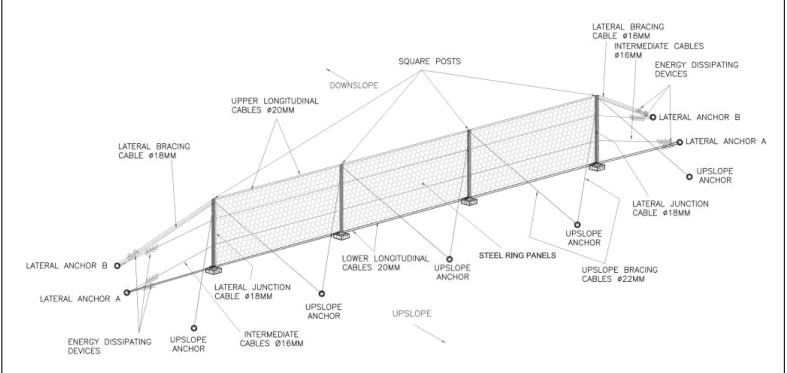 LATERAL BRACING
CABLE ø18MM
INTERMEDIATE CABLES
ø16MM
ENERGY DISSIPATING
DEVICES
SQUARE POSTS
DOWNSLOPE
UPPER LONGITUDINAL
CABLES ø20MM
LATERAL ANCHOR B
LATERAL BRACING
CABLE ø18MM
LATERAL ANCHOR A
UPSLOPE
ANCHOR
LATERAL JUNCTION
CABLE ø18MM
UPSLOPE
ANCHOR
STEEL RING PANELS
LOWER LONGITUDINAL
CABLES 20MM
UPSLOPE
ANCHOR
UPSLOPE BRACING
CABLES ø22MM
LATERAL ANCHOR B
LATERAL JUNCTION
CABLE ø18MM
LATERAL ANCHOR A
UPSLOPE
ANCHOR
UPSLOPE
INTERMEDIATE
CABLES ø16MM
UPSLOPE
ANCHOR
ENERGY DISSIPATING
DEVICES